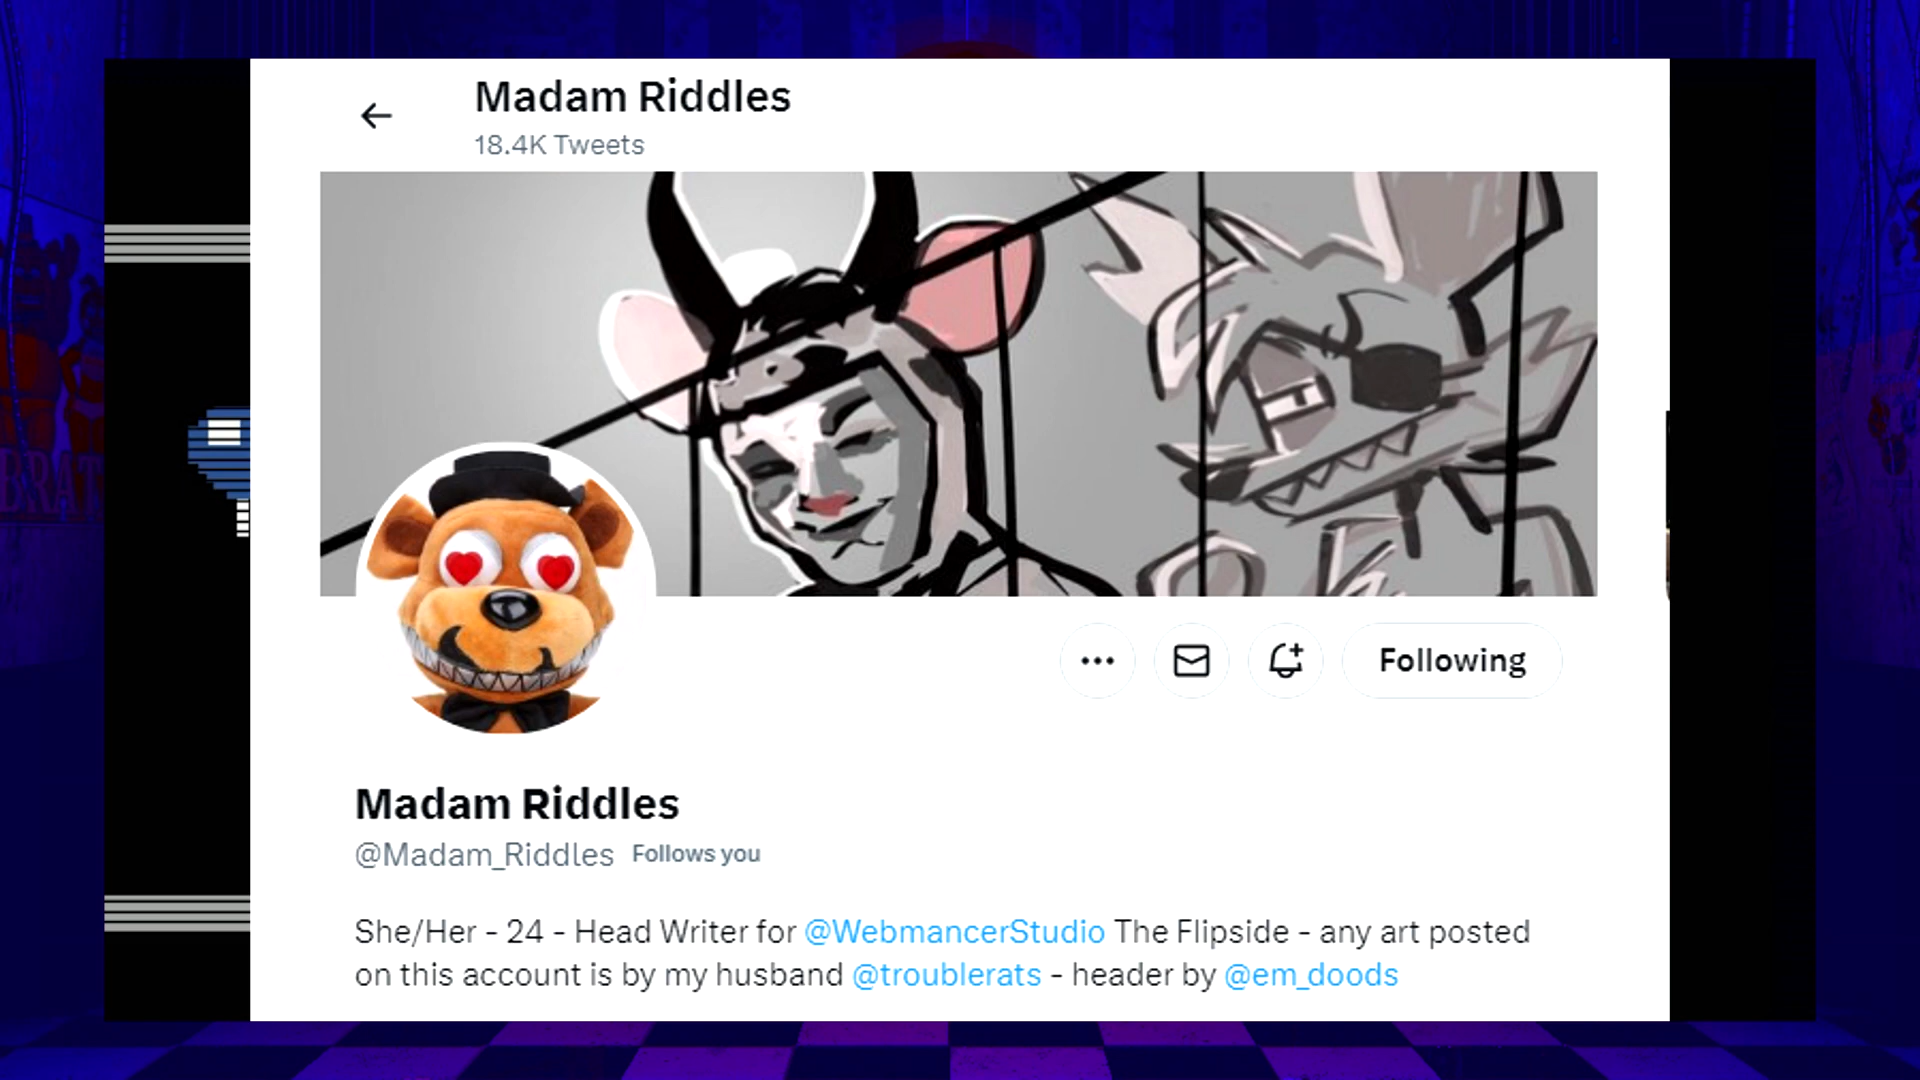 Madam Riddles
18.4K Tweets
BRAT
Following
Madam Riddles
@Madam_Riddles Follows you
She/Her - 24 - Head Writer for @WebmancerStudio The Flipside - any art posted
on this account is by my husband @troublerats - header by @em_doods